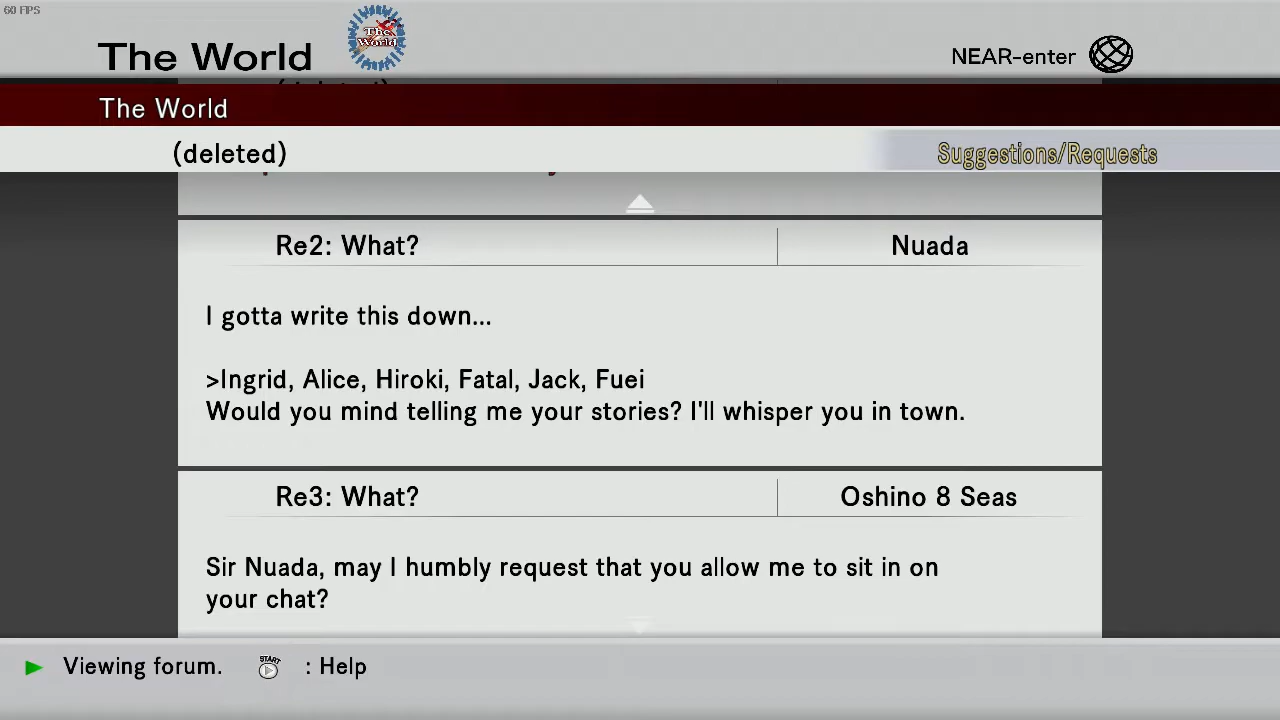 60 FPS
The World
The World
NEAR-enter
The World
(deleted)
Suggestions/Requests
Re2: What?
Nuada
I gotta write this down...
>Ingrid, Alice, Hiroki, Fatal, Jack, Fuei
Would you mind telling me your stories? I'll whisper you in town.
Re3: What?
Oshino 8 Seas
Sir Nuada, may I humbly request that you allow me to sit in on
your chat?
Viewing forum.
START
: Help